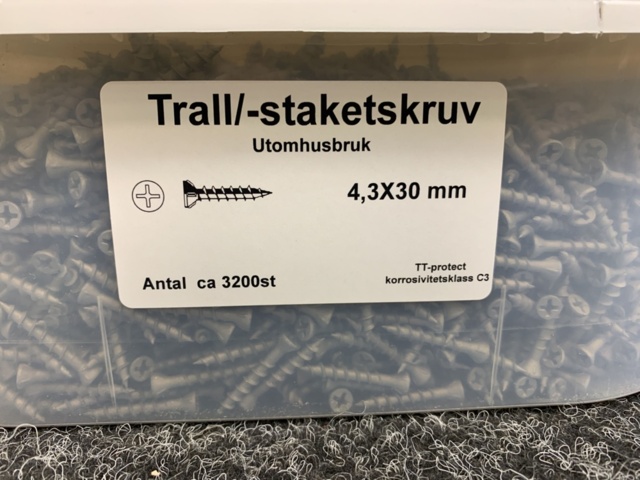 Trall/-staketskruv
Utomhusbruk
4,3X30 mm
Antal ca 3200st
TT-protect
korrosivitetsklass C3